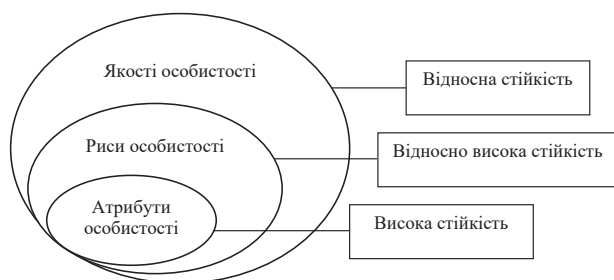 Якості особистості
Відносна стійкість
Риси особистості
Відносно висока стійкість
Атрибути
особистості
Висока стійкість